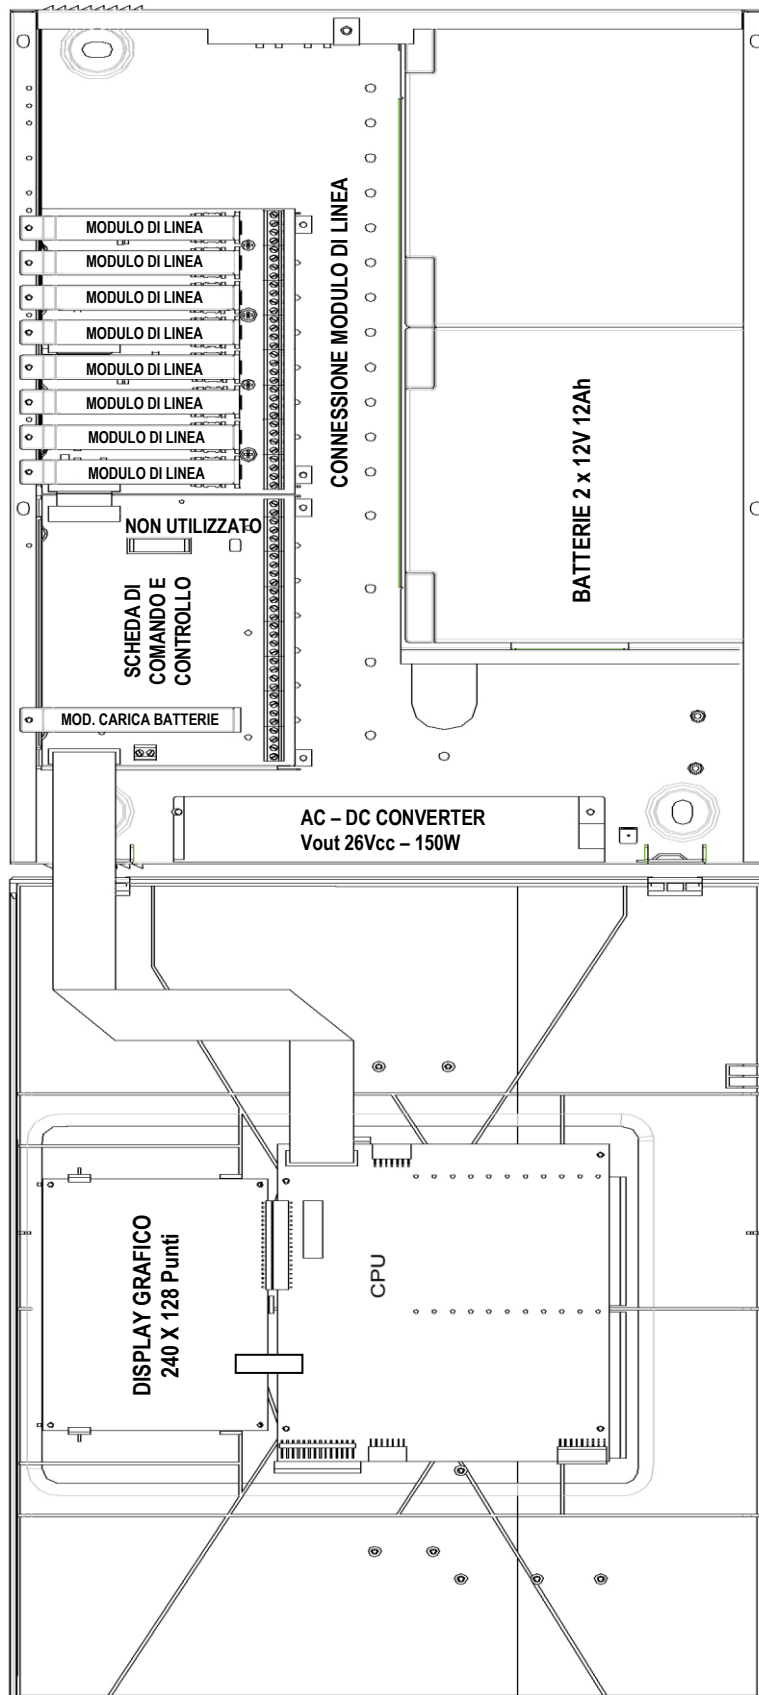 MODULO DI LINEA
MODULO DI LINEA
MODULO DI LINEA
MODULO DI LINEA
MODULO DI LINEA
MODULO DI LINEA
MODULO DI LINEA
MODULO DI LINEA
CONNESSIONE MODULO DI LINEA
BATTERIE 2 x 12V 12Ah
NON UTILIZZATO
SCHEDA DI
COMANDO E
CONTROLLO
MOD. CARICA BATTERIE
AC – DC CONVERTER
Vout 26Vcc – 150W
DISPLAY GRAFICO
240 X 128 Punti
CPU